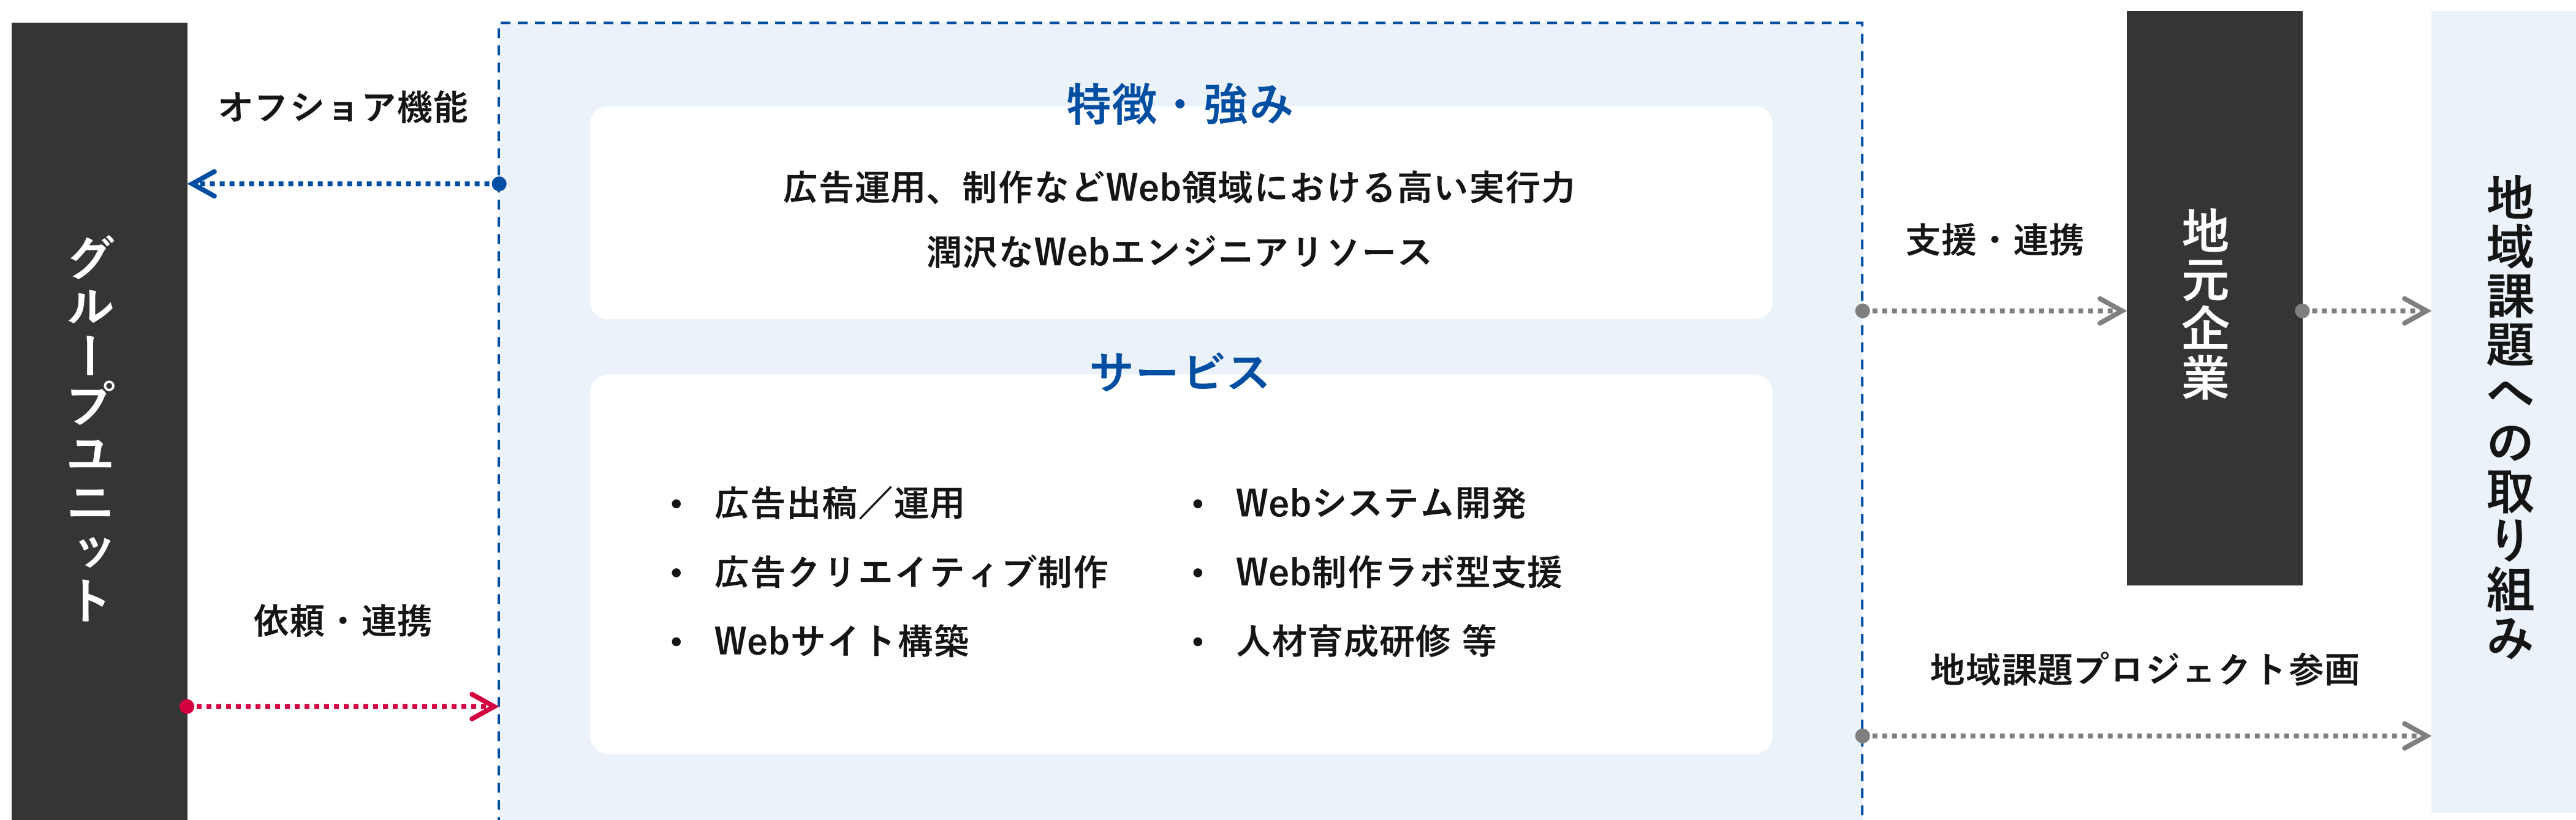 グループユニット
オフショア機能
依頼・連携
特徴・強み
広告運用、制作などWeb領域における高い実行力
潤沢なWebエンジニアリソース
サービス
• 広告出稿／運用
• 広告クリエイティブ制作
• Webサイト構築
• Webシステム開発
• Web制作ラボ型支援
• 人材育成研修 等
支援・連携
地元企業
地域課題プロジェクト参画
地域課題への取り組み